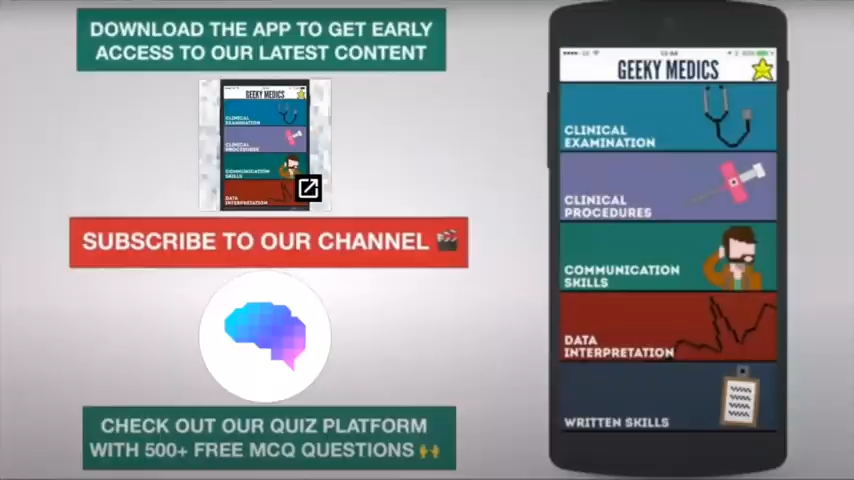 DOWNLOAD THE APP TO GET EARLY
ACCESS TO OUR LATEST CONTENT
GEEKY MEDICS
CLINICAL
EXAMINATION
CLINICAL
PROCEDURES
COMMUNICATION
SKILLS
DATA
INTERPRETATION
SUBSCRIBE TO OUR CHANNEL
CHECK OUT OUR QUIZ PLATFORM
WITH 500+ FREE MCQ QUESTIONS
GEEKY MEDICS
CLINICAL
EXAMINATION
CLINICAL
PROCEDURES
COMMUNICATION
SKILLS
DATA
INTERPRETATION
WRITTEN SKILLS